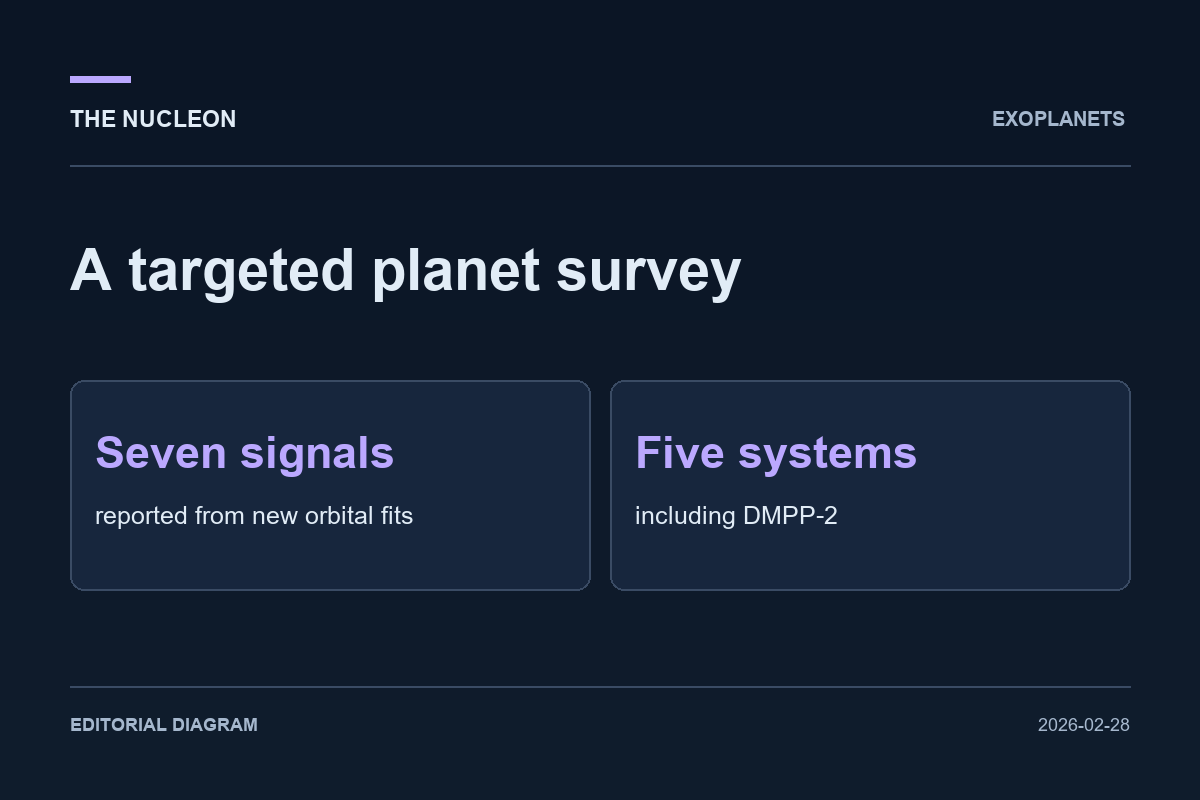 THE NUCLEON
EXOPLANETS
A targeted planet survey
Seven signals
reported from new orbital fits
Five systems
including DMPP-2
EDITORIAL DIAGRAM
2026-02-28